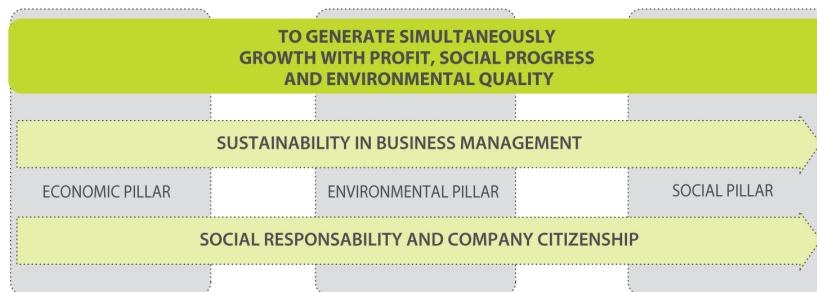 TO GENERATE SIMULTANEOUSLY
GROWTH WITH PROFIT, SOCIAL PROGRESS
AND ENVIRONMENTAL QUALITY
SUSTAINABILITY IN BUSINESS MANAGEMENT
ECONOMIC PILLAR ENVIRONMENTAL PILLAR SOCIAL PILLAR
SOCIAL RESPONSABILITY AND COMPANY CITIZENSHIP